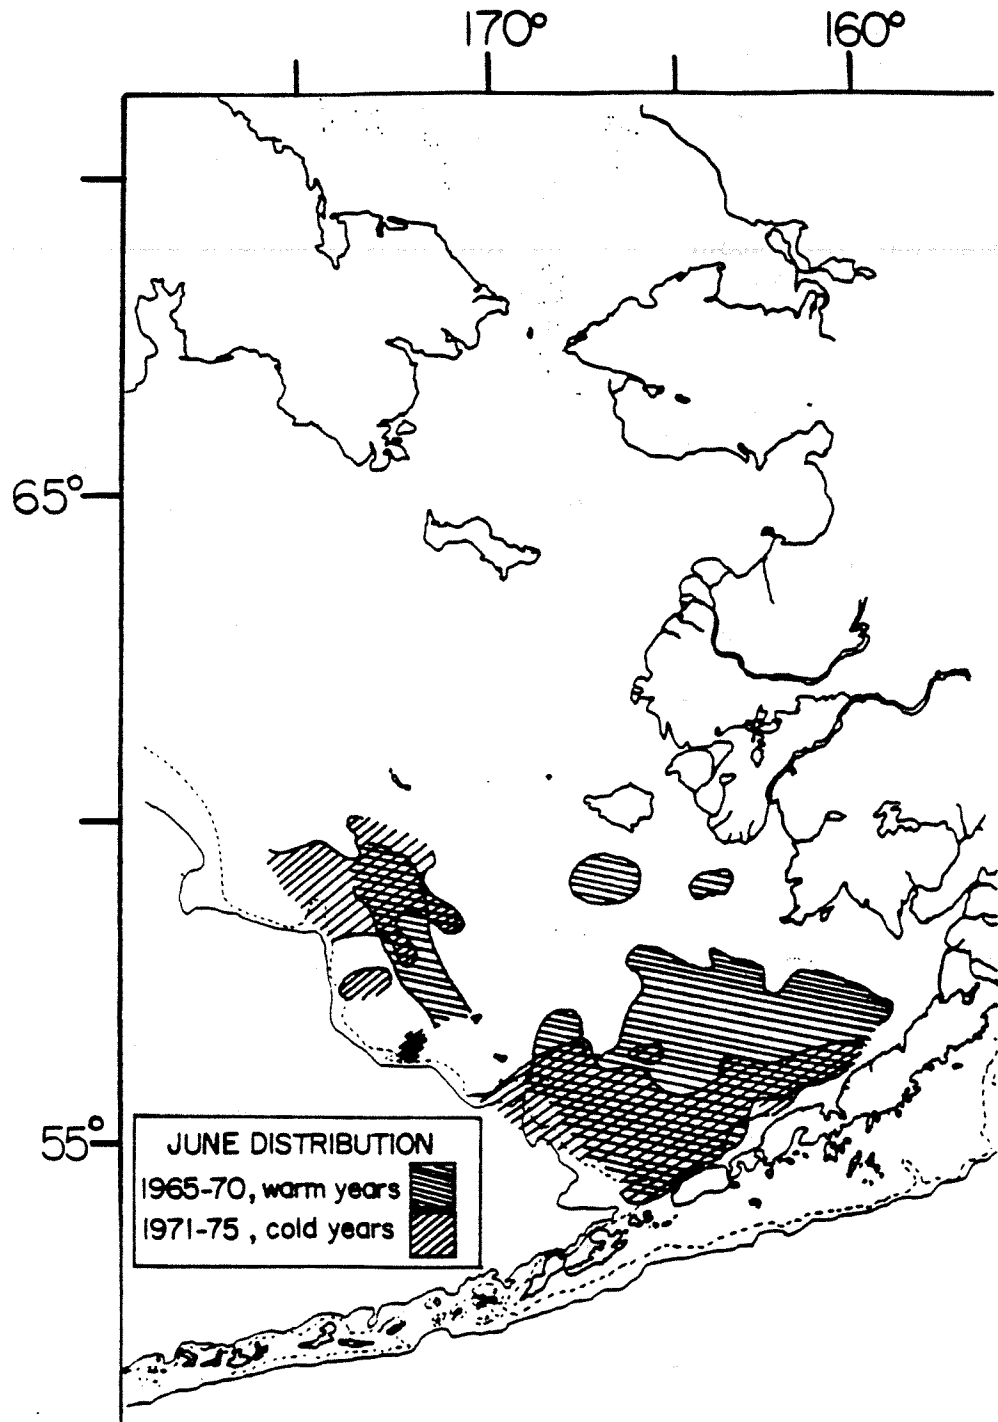 170° 160°
65°
55°
JUNE DISTRIBUTION
1965-70, warm years
1971-75, cold years